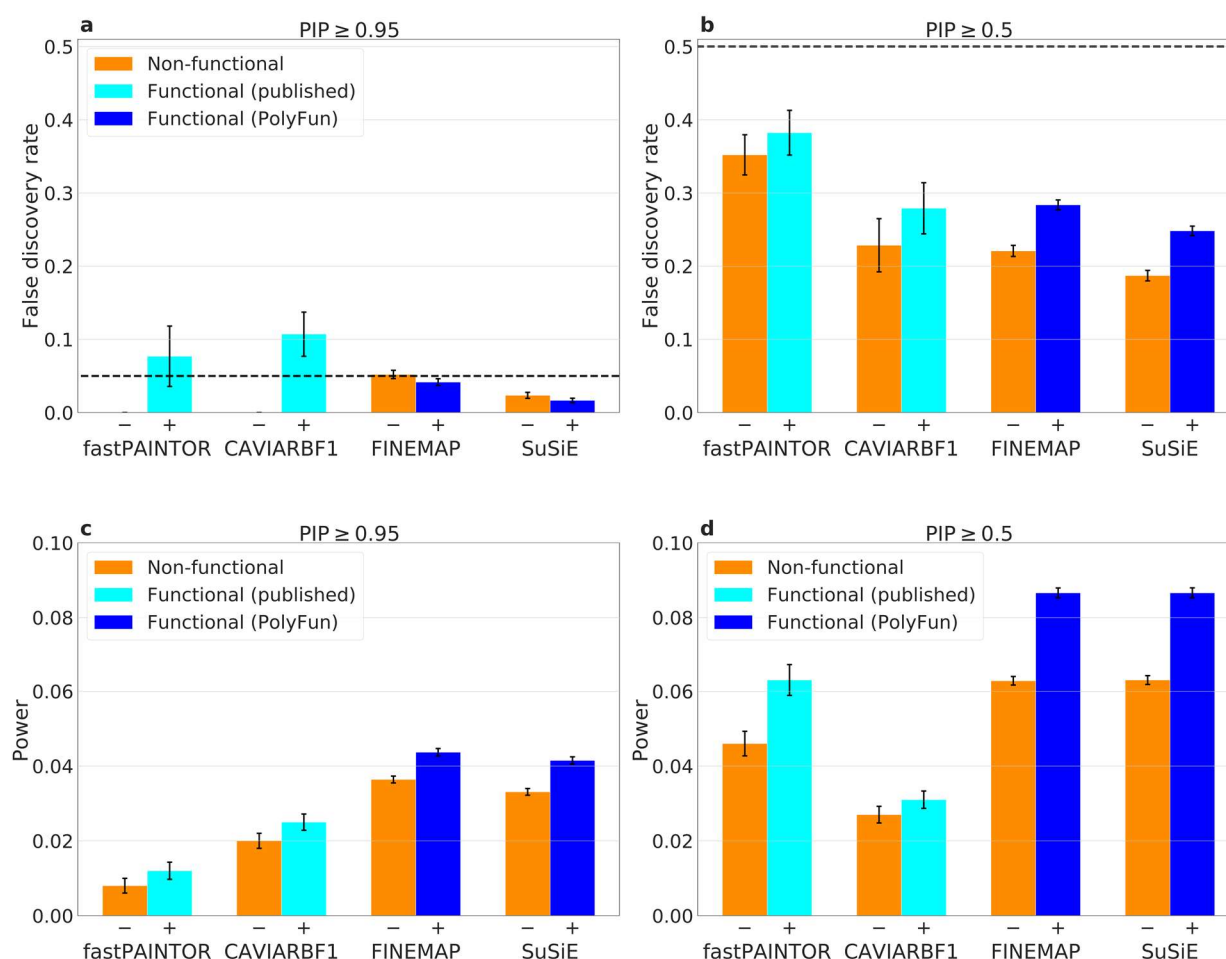 a
PIP ≥ 0.95
0.5
0.4
0.3
0.2
0.1
0.0
False discovery rate
Non-functional
Functional (published)
Functional (PolyFun)
− + − + − + − +
fastPAINTOR CAVIARBF1 FINEMAP SuSiE
b
PIP ≥ 0.5
0.5
0.4
0.3
0.2
0.1
0.0
False discovery rate
− + − + − + − +
fastPAINTOR CAVIARBF1 FINEMAP SuSiE
c
PIP ≥ 0.95
0.10
0.08
0.06
0.04
0.02
0.00
Power
Non-functional
Functional (published)
Functional (PolyFun)
− + − + − + − +
fastPAINTOR CAVIARBF1 FINEMAP SuSiE
d
PIP ≥ 0.5
0.10
0.08
0.06
0.04
0.02
0.00
Power
Non-functional
Functional (published)
Functional (PolyFun)
− + − + − + − +
fastPAINTOR CAVIARBF1 FINEMAP SuSiE